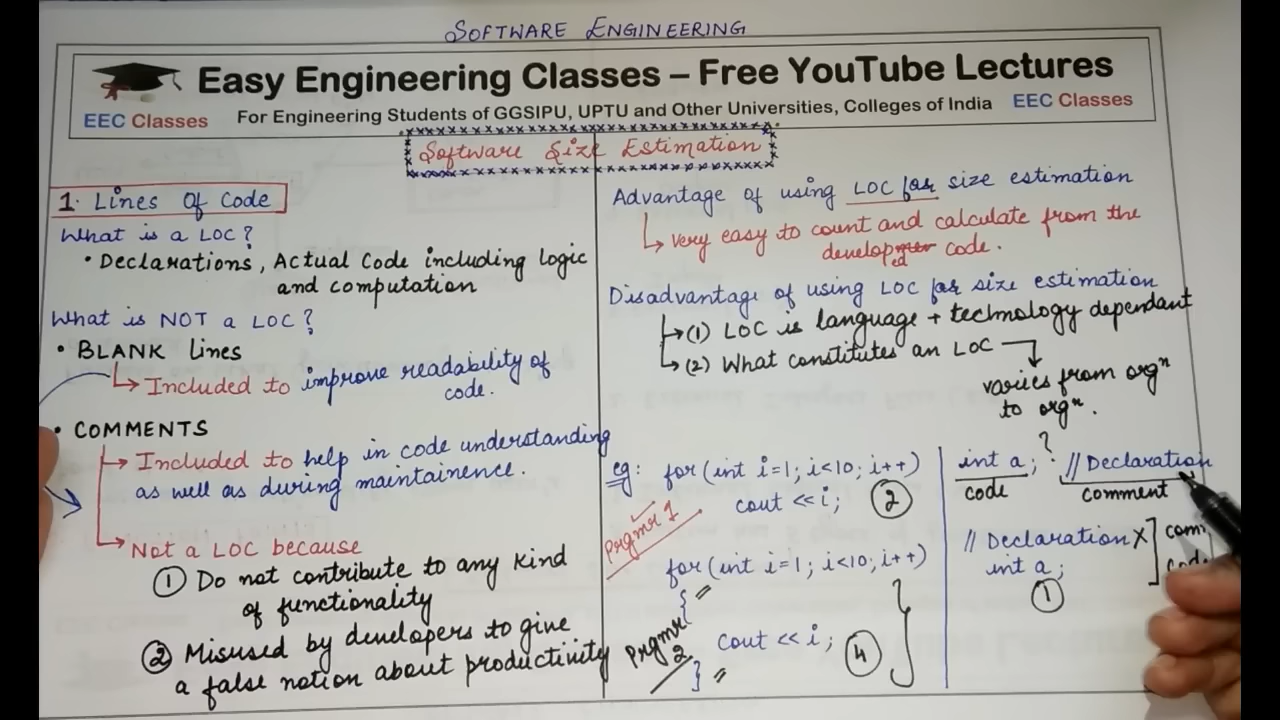 SOFTWARE ENGINEERING
Easy Engineering Classes – Free YouTube Lectures
EEC Classes
For Engineering Students of GGSIPU, UPTU and Other Universities, Colleges of India
EEC Classes
Software Size Estimation
1. Lines of Code
What is a LOC?
• Declarations, Actual Code including logic
and computation
What is NOT a LOC?
• BLANK lines
↳ Included to improve readability of
code.
• COMMENTS
→ Included to help in code understanding
as well as during maintainence.
→ Not a LOC because
① Do not contribute to any kind
of functionality
② Misused by developers to give
a false notion about productivity
Advantage of using LOC for size estimation
↳ very easy to count and calculate from the
developed code.
Disadvantage of using LOC for size estimation
→ (1) LOC is language + technology dependant
→ (2) What constitutes an LOC →
varies from orgⁿ
to orgⁿ.
eg: for (int i=1; i<10; i++)
cout << i; ②
Prgmr 1 ✓
for (int i=1; i<10; i++)
{
cout << i; ④
}
Prgmr 2
int a; ? // Declaration
code comment
// Declaration X
int a;
①